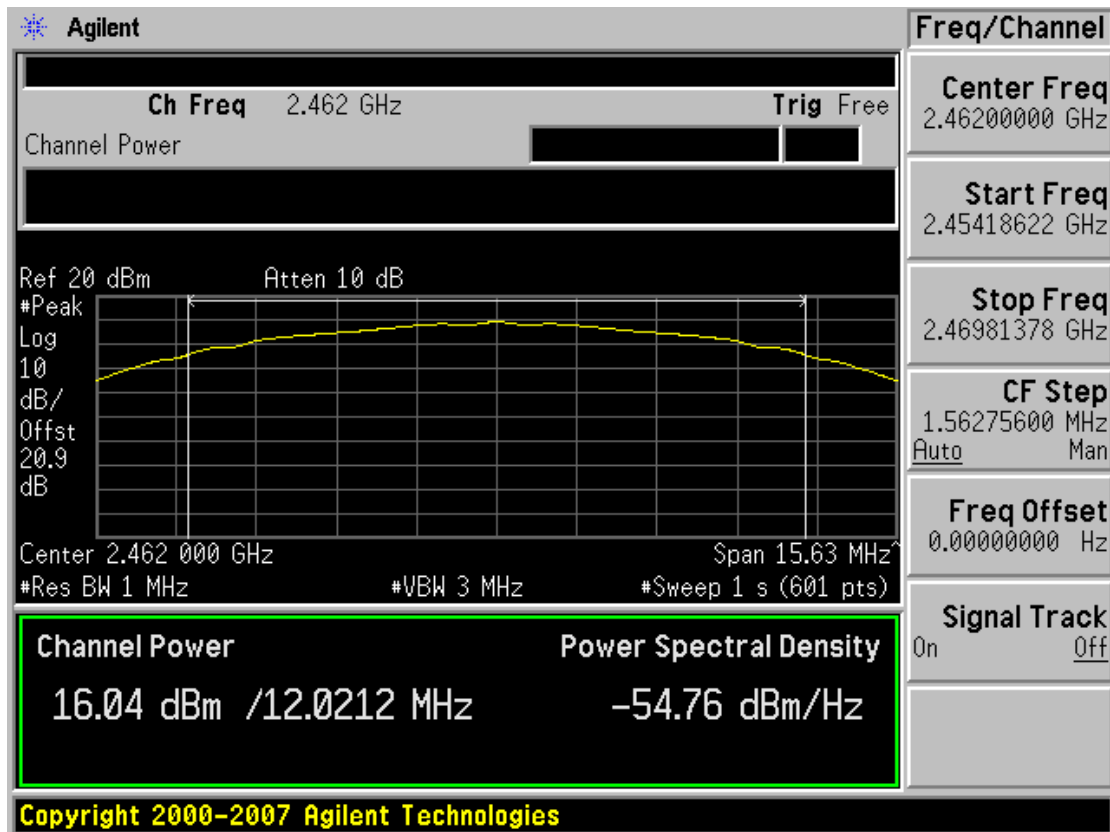 Agilent
Freq/Channel
Ch Freq 2.462 GHz Trig Free
Channel Power
Center Freq
2.46200000 GHz
Start Freq
2.45418622 GHz
Stop Freq
2.46981378 GHz
CF Step
1.56275600 MHz
Auto Man
Freq Offset
0.00000000 Hz
Signal Track
On Off
Ref 20 dBm Atten 10 dB
#Peak
Log
10
dB/
Offst
20.9
dB
Center 2.462 000 GHz Span 15.63 MHz^
#Res BW 1 MHz #VBW 3 MHz #Sweep 1 s (601 pts)
Channel Power Power Spectral Density
16.04 dBm /12.0212 MHz -54.76 dBm/Hz
Copyright 2000-2007 Agilent Technologies